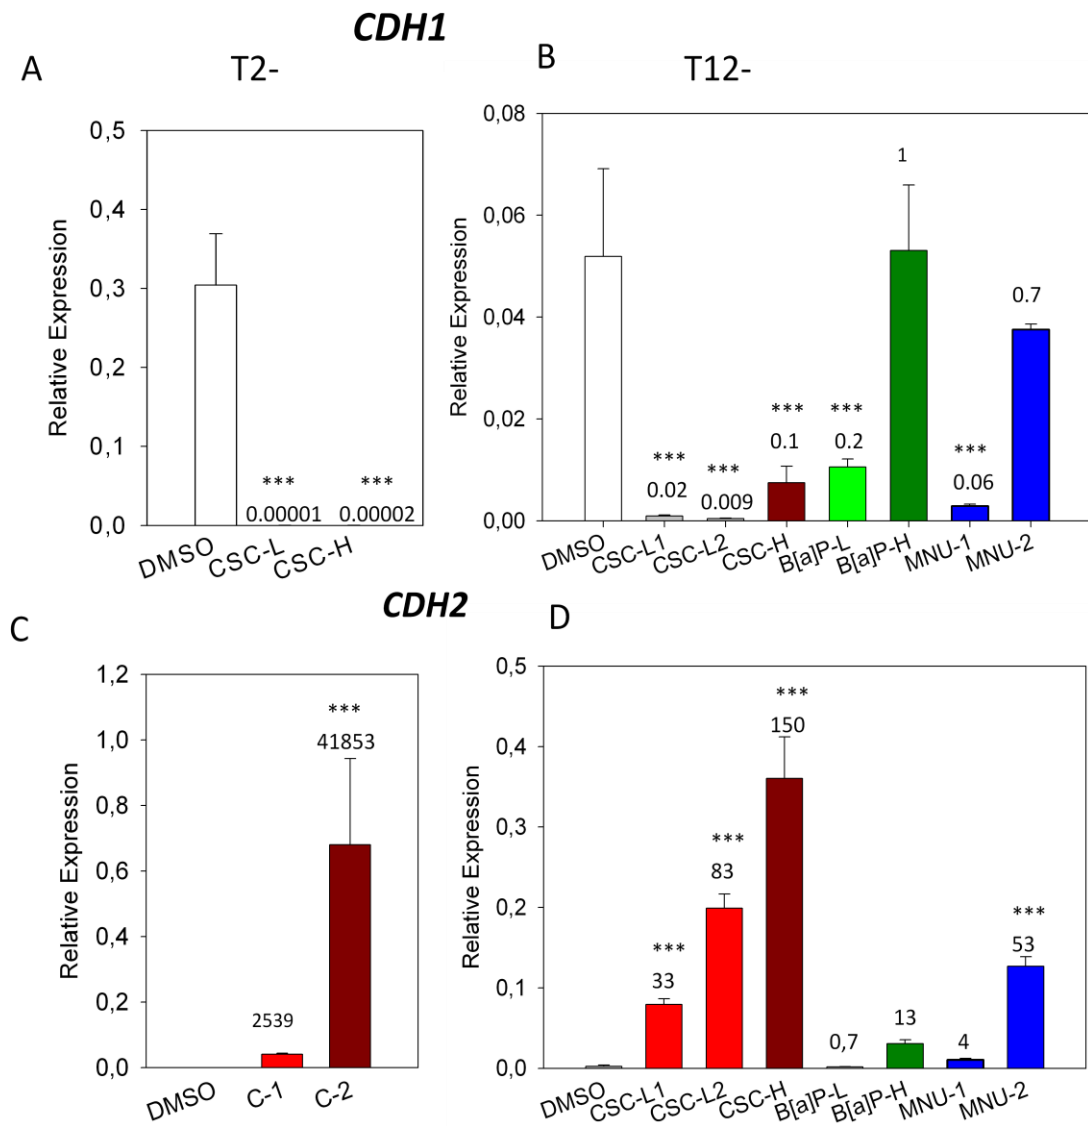 CDH1
A
T2-
B
T12-
Relative Expression
0,5
0,4
0,3
0,2
0,1
0,0
***
***
0.00001
0.00002
DMSO
CSC-L
CSC-H
Relative Expression
0,08
0,06
0,04
0,02
0,00
***
0.02
***
0.009
***
0.1
***
0.2
1
***
0.06
0.7
DMSO
CSC-L1
CSC-L2
CSC-H
B[a]P-L
B[a]P-H
MNU-1
MNU-2
CDH2
C
D
Relative Expression
1,2
1,0
0,8
0,6
0,4
0,2
0,0
2539
***
41853
DMSO
C-1
C-2
Relative Expression
0,5
0,4
0,3
0,2
0,1
0,0
***
33
***
83
***
150
0,7
13
4
***
53
DMSO
CSC-L1
CSC-L2
CSC-H
B[a]P-L
B[a]P-H
MNU-1
MNU-2